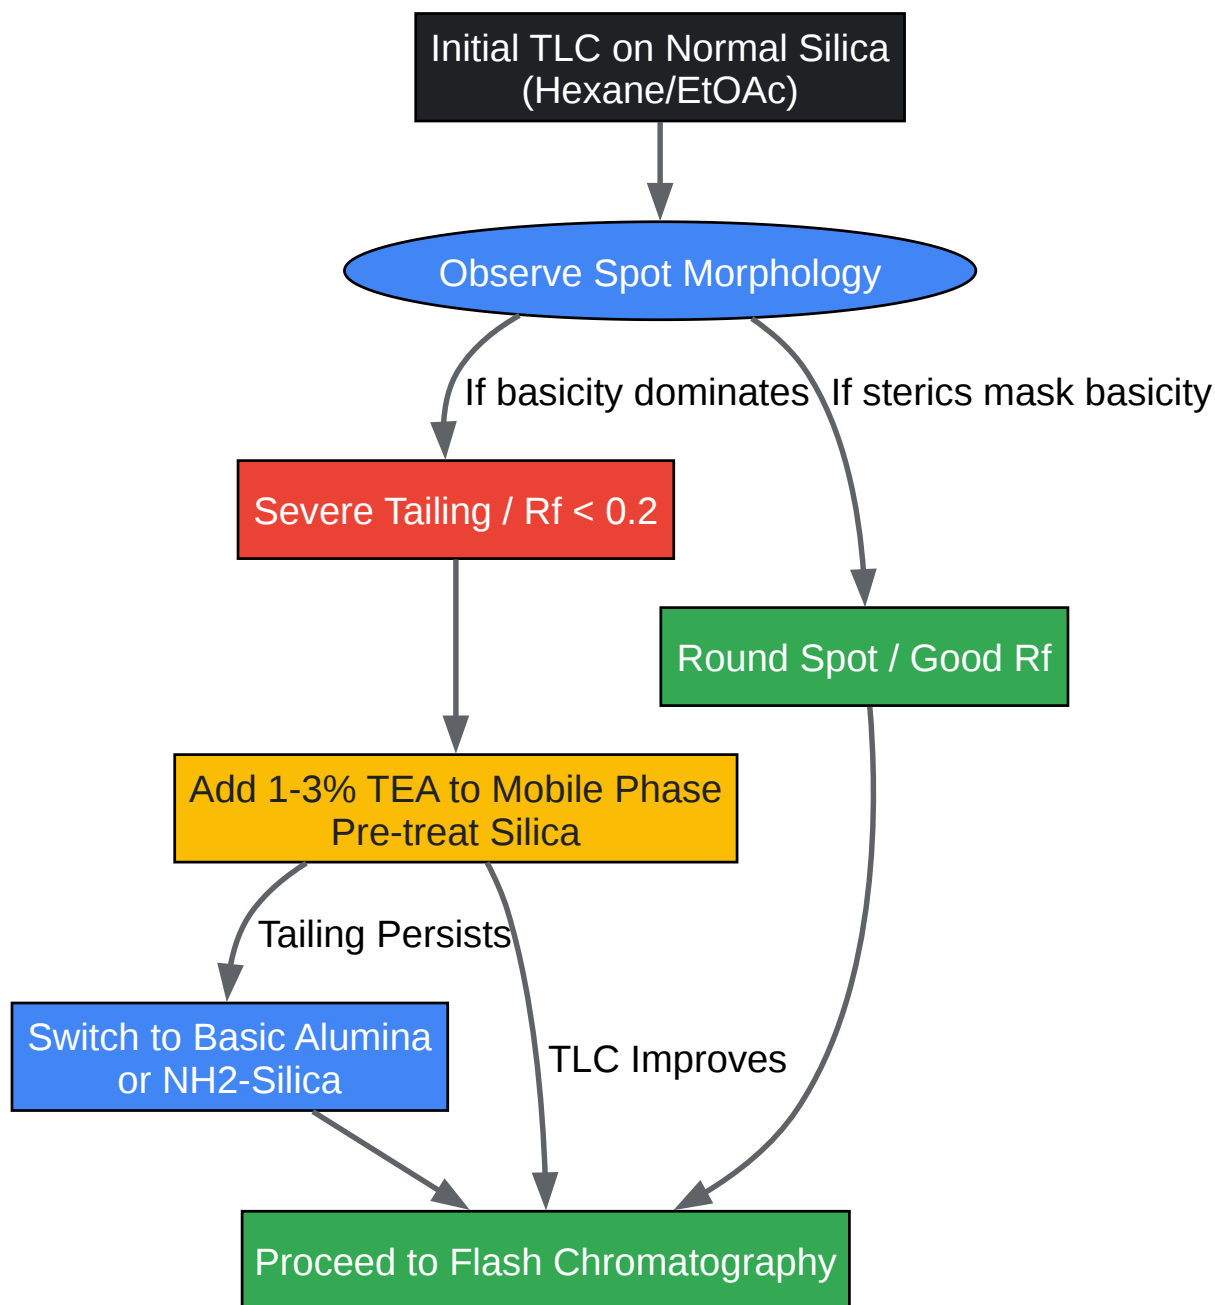 Initial TLC on Normal Silica
(Hexane/EtOAc)
Observe Spot Morphology
If basicity dominates
If sterics mask basicity
Severe Tailing / Rf < 0.2
Round Spot / Good Rf
Add 1-3% TEA to Mobile Phase
Pre-treat Silica
Tailing Persists
Switch to Basic Alumina
or NH2-Silica
TLC Improves
Proceed to Flash Chromatography